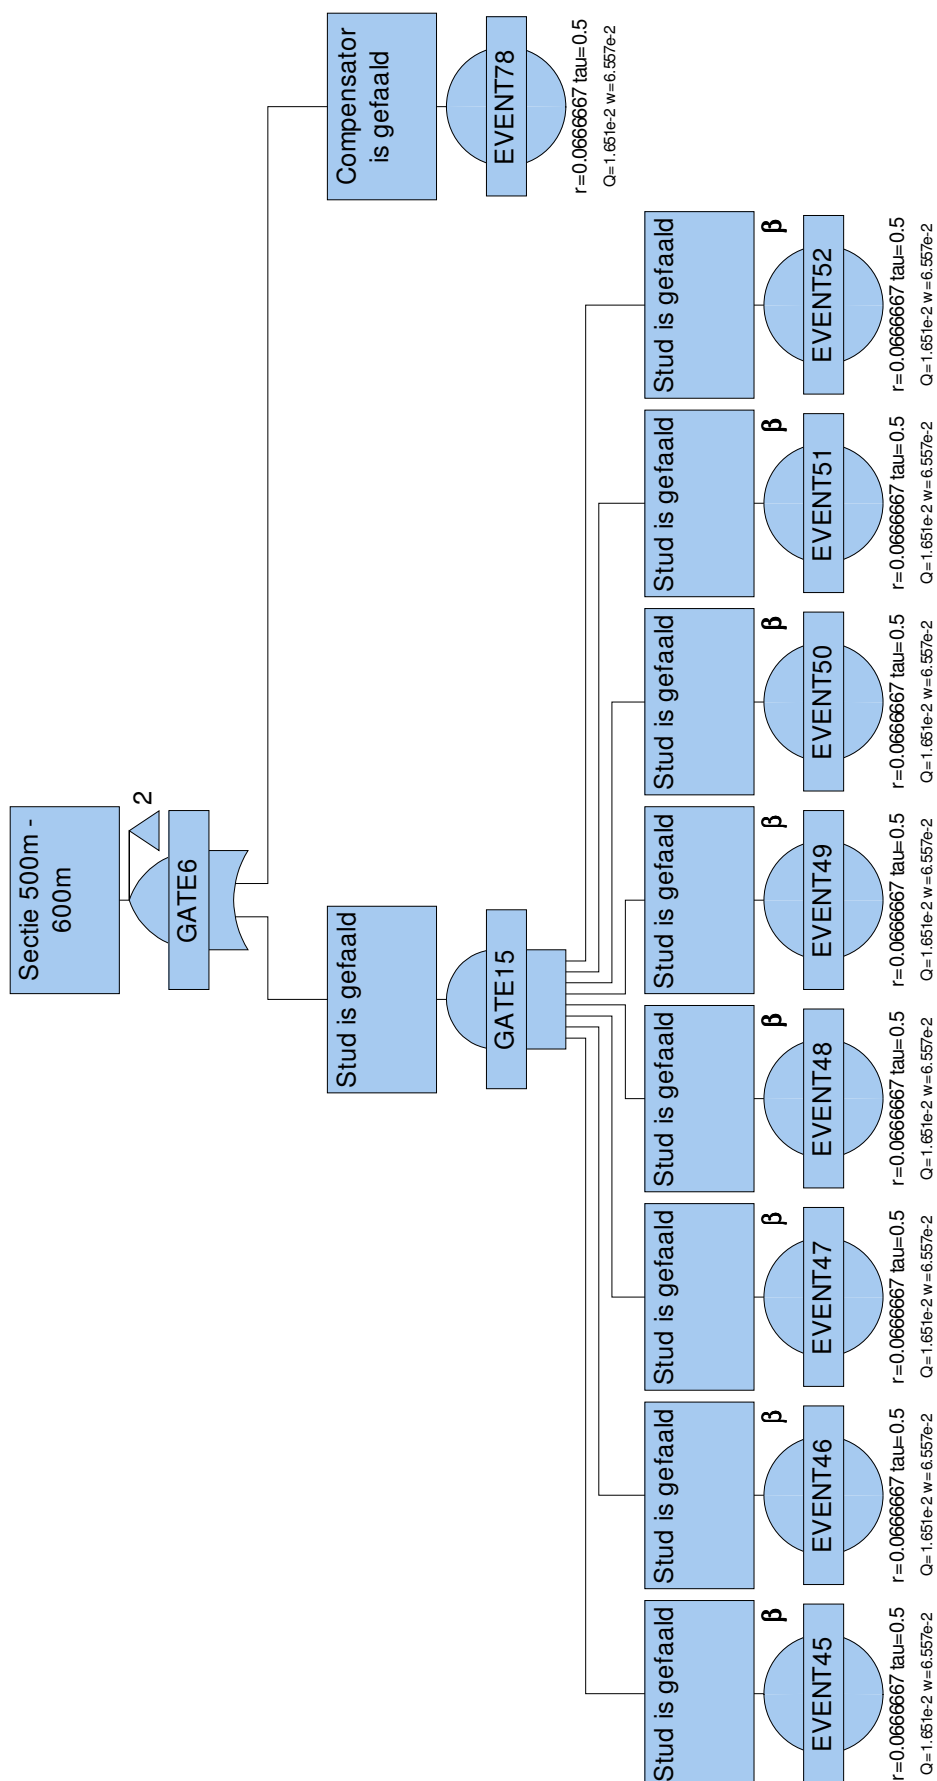 Sectie 500m -
600m
2
GATE6
Stud is gefaald
GATE15
Compensator
is gefaald
EVENT78
r=0.0666667 tau=0.5
Q=1.651e-2 w=6.557e-2
Stud is gefaald
β
EVENT45
r=0.0666667 tau=0.5
Q=1.651e-2 w=6.557e-2
Stud is gefaald
β
EVENT46
r=0.0666667 tau=0.5
Q=1.651e-2 w=6.557e-2
Stud is gefaald
β
EVENT47
r=0.0666667 tau=0.5
Q=1.651e-2 w=6.557e-2
Stud is gefaald
β
EVENT48
r=0.0666667 tau=0.5
Q=1.651e-2 w=6.557e-2
Stud is gefaald
β
EVENT49
r=0.0666667 tau=0.5
Q=1.651e-2 w=6.557e-2
Stud is gefaald
β
EVENT50
r=0.0666667 tau=0.5
Q=1.651e-2 w=6.557e-2
Stud is gefaald
β
EVENT51
r=0.0666667 tau=0.5
Q=1.651e-2 w=6.557e-2
Stud is gefaald
β
EVENT52
r=0.0666667 tau=0.5
Q=1.651e-2 w=6.557e-2